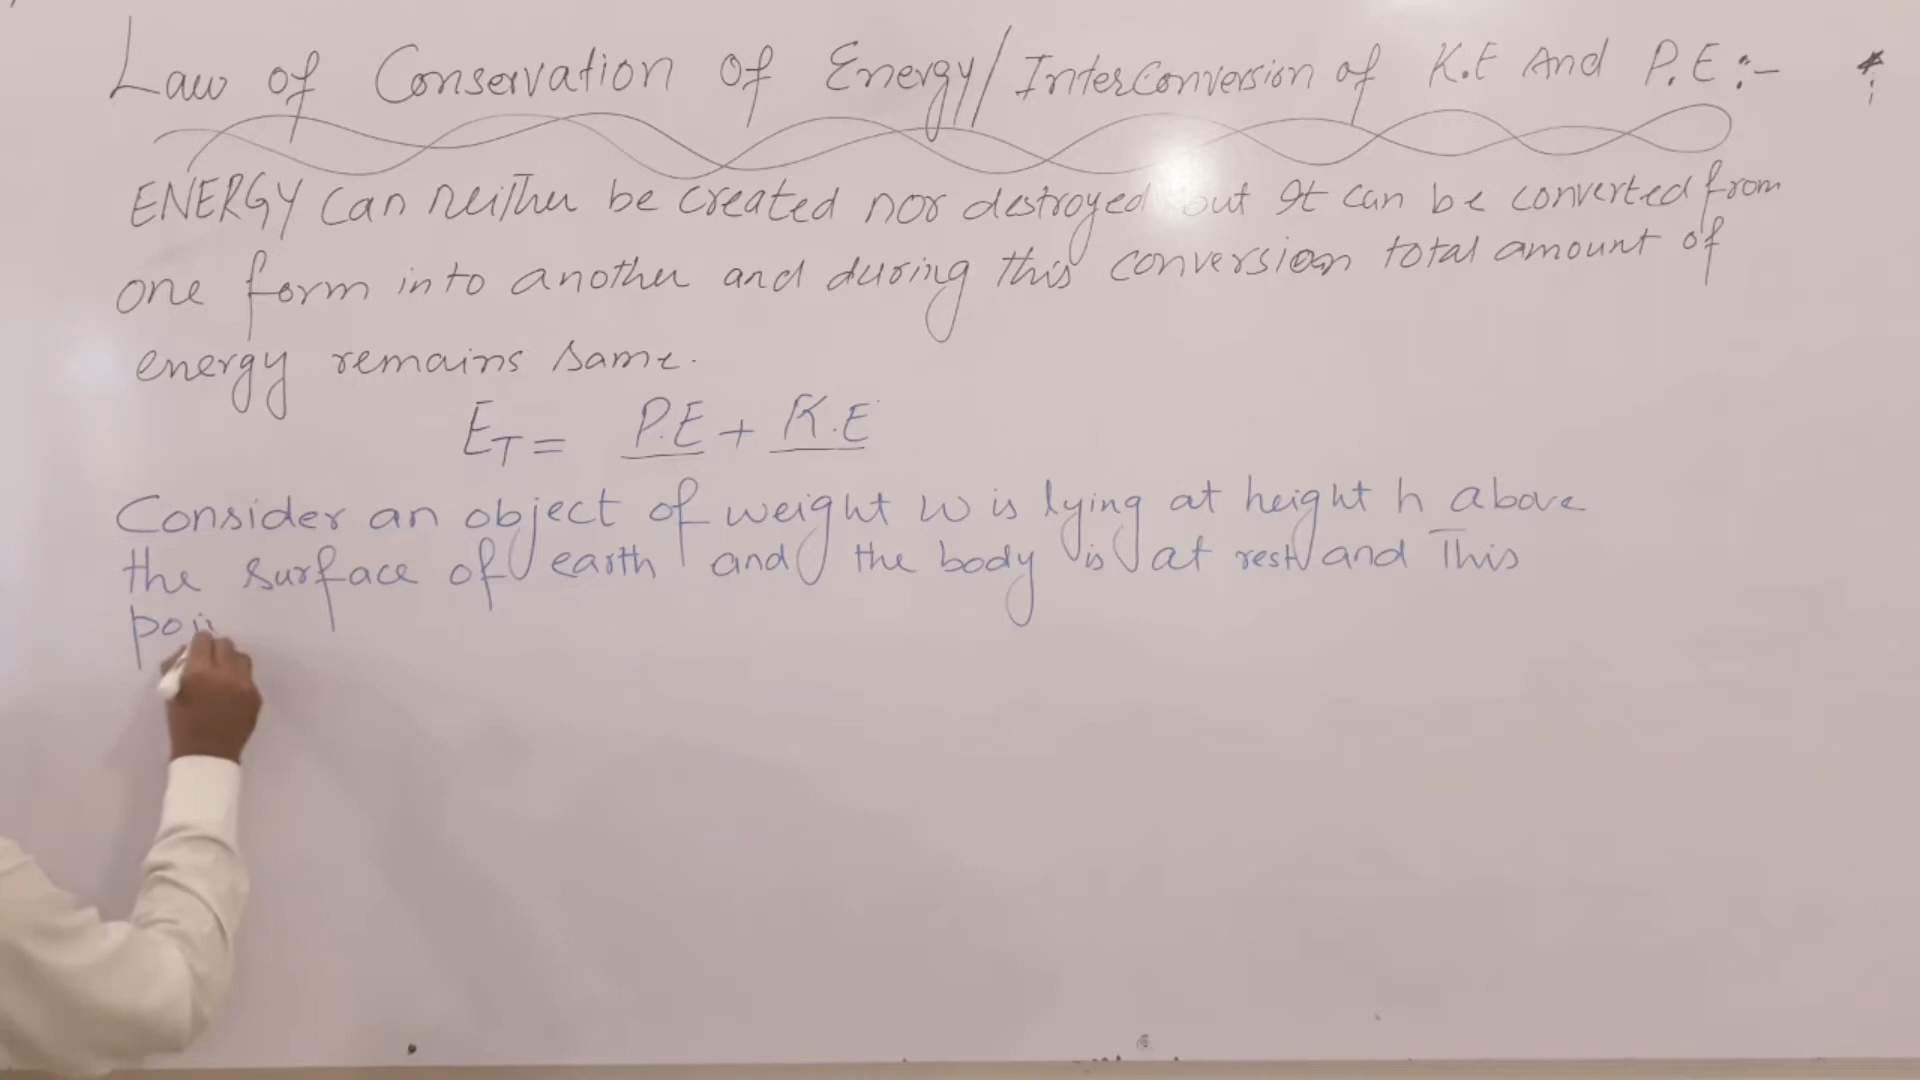 Law of Conservation of Energy/Interconversion of K.E And P.E:-
ENERGY can neither be created nor destroyed but It can be converted from
one form into another and during this conversion total amount of
energy remains same.
ET = P.E + K.E
Consider an object of weight w is lying at height h above
the surface of earth and the body is at rest and This
poi